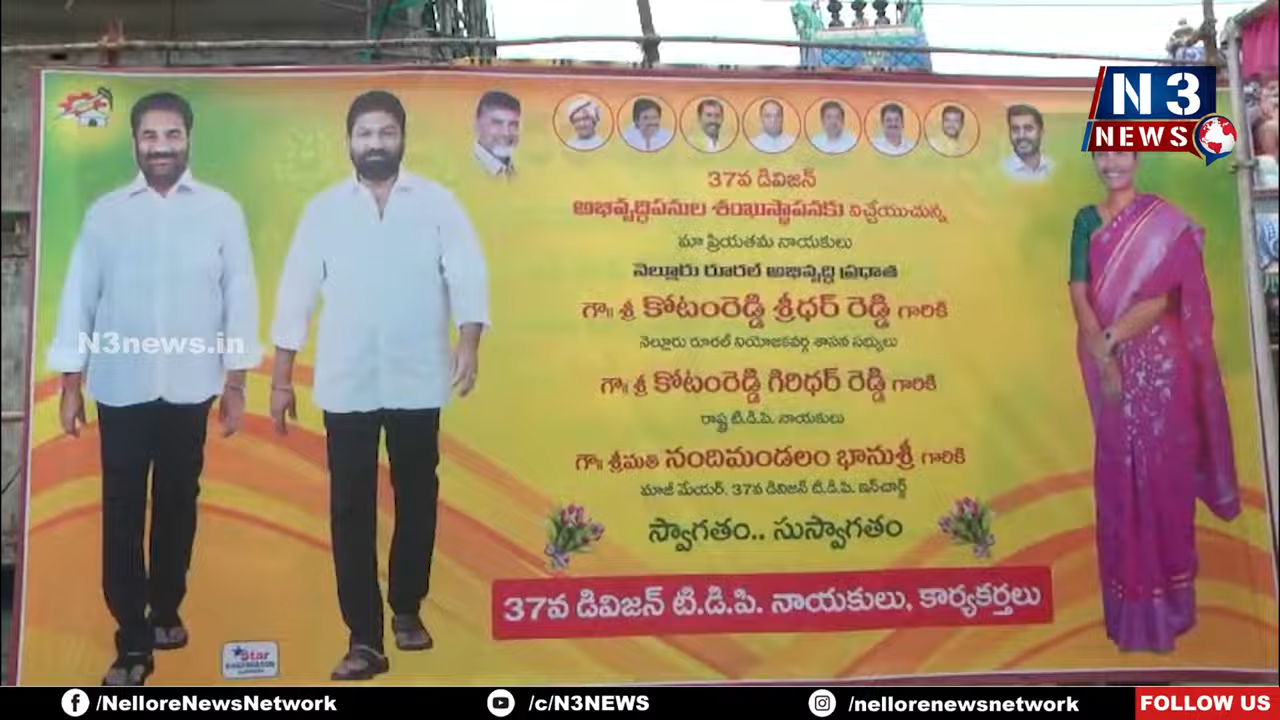 N3
NEWS
37వ డివిజన్
అభివృద్ధిపనుల శంఖుస్థాపనకు విచ్చేయుచున్న
మా ప్రియతమ నాయకులు
నెల్లూరు రూరల్ అభివృద్ధి ప్రధాత
గౌ॥ శ్రీ కోటంరెడ్డి శ్రీధర్ రెడ్డి గారికి
నెల్లూరు రూరల్ నియోజకవర్గ శాసన సభ్యులు
N3news.in
గౌ॥ శ్రీ కోటంరెడ్డి గిరిధర్ రెడ్డి గారికి
రాష్ట్ర టి.డి.పి. నాయకులు
గౌ॥ శ్రీమతి నందిమండలం భానుశ్రీ గారికి
మాజీ మేయర్. 37వ డివిజన్ టి.డి.పి. ఇన్‌చార్జ్
స్వాగతం.. సుస్వాగతం
37వ డివిజన్ టి.డి.పి. నాయకులు, కార్యకర్తలు
Star
/NelloreNewsNetwork
/c/N3NEWS
/nellorenewsnetwork
FOLLOW US